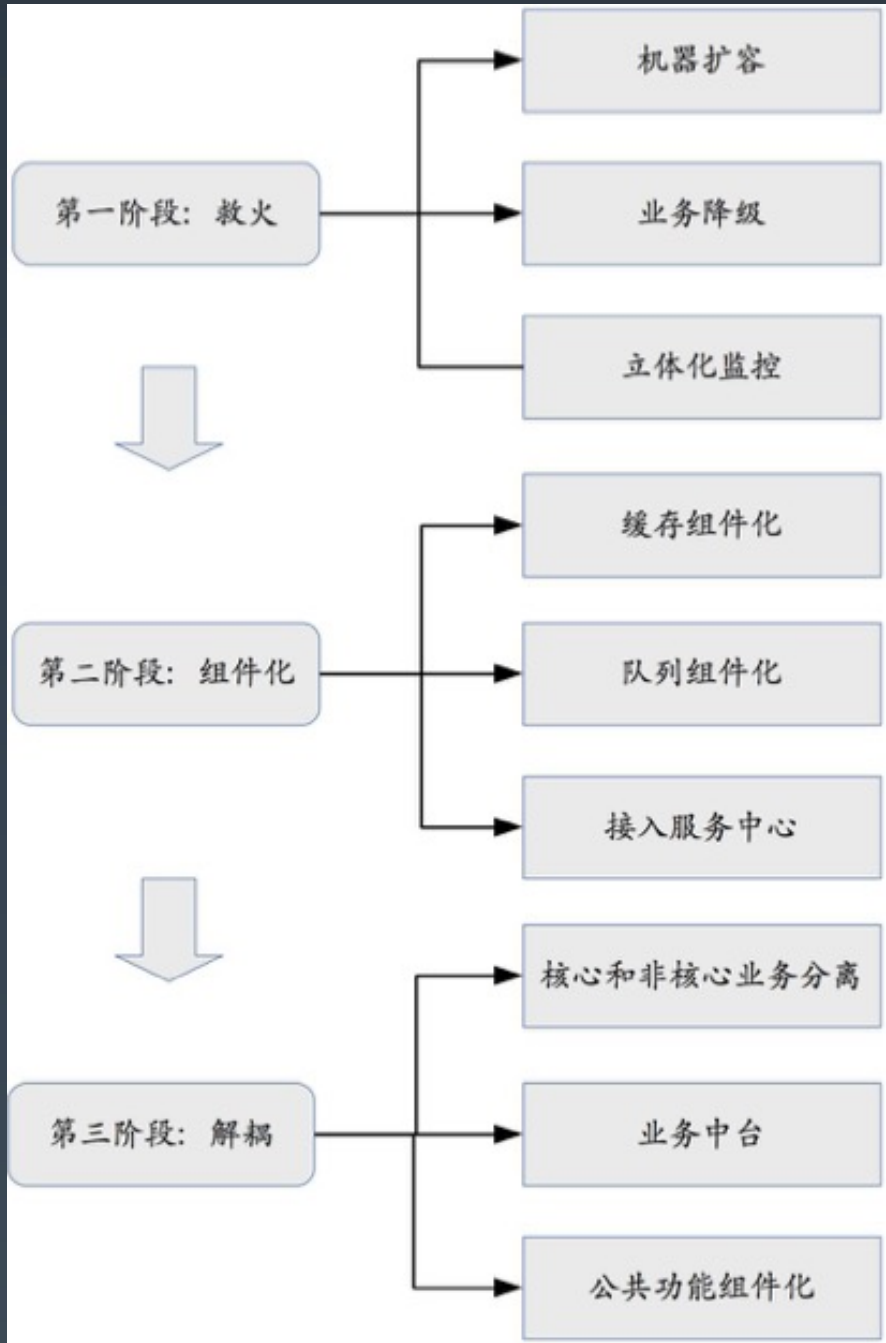 机器扩容
第一阶段：救火
业务降级
立体化监控
缓存组件化
第二阶段：组件化
队列组件化
接入服务中心
核心和非核心业务分离
第三阶段：解耦
业务中台
公共功能组件化